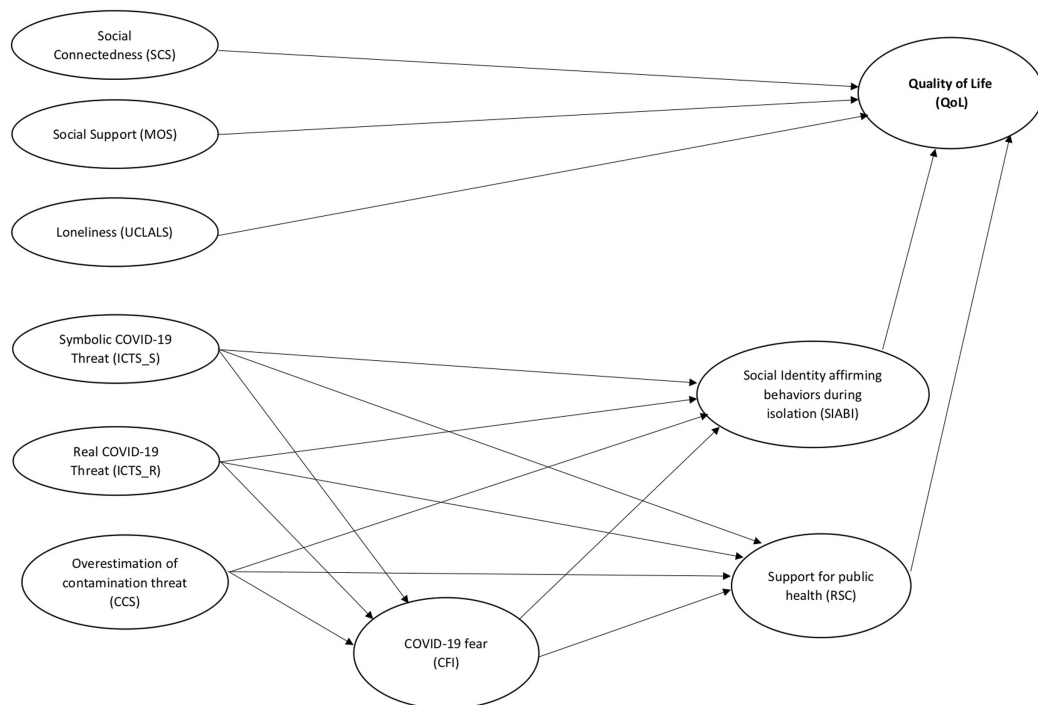 Social
Connectedness (SCS)
Quality of Life
(QoL)
Social Support (MOS)
Loneliness (UCLALS)
Symbolic COVID-19
Threat (ICTS_S)
Social Identity affirming
behaviors during
isolation (SIABI)
Real COVID-19
Threat (ICTS_R)
Overestimation of
contamination threat
(CCS)
Support for public
health (RSC)
COVID-19 fear
(CFI)